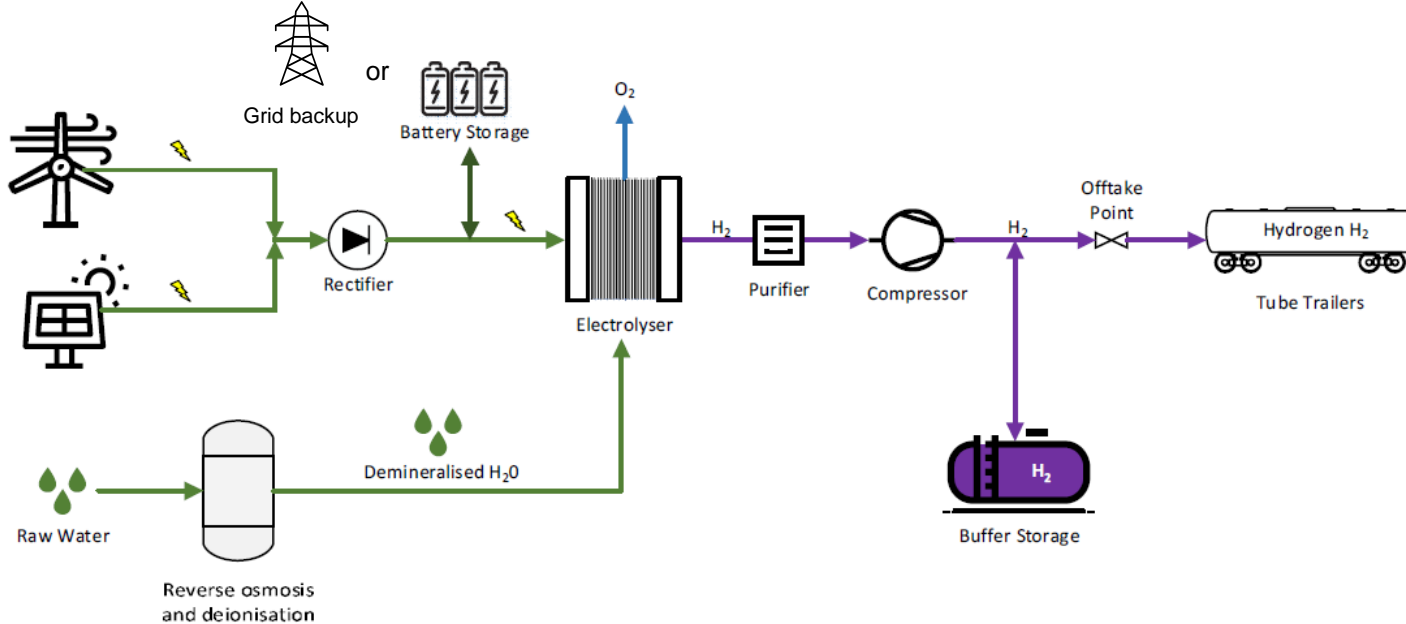 or
Grid backup
Battery Storage
O₂
Rectifier
Electrolyser
H₂
Purifier
Compressor
H₂
Offtake
Point
Hydrogen H₂
Tube Trailers
Demineralised H₂0
Raw Water
Reverse osmosis
and deionisation
H₂
Buffer Storage